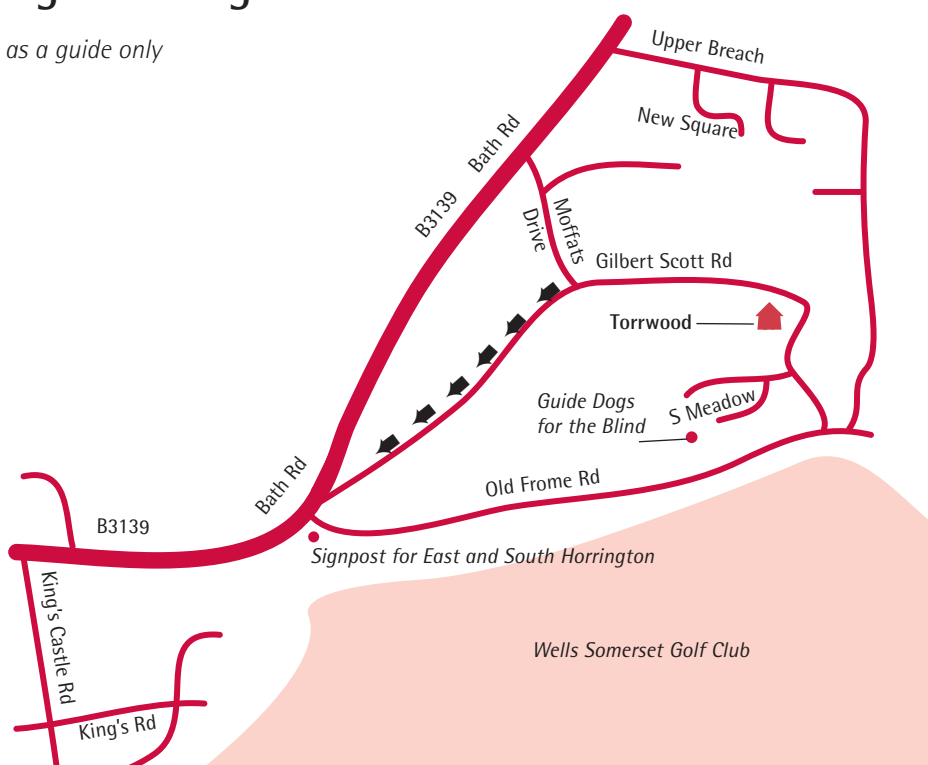 as a guide only
Upper Breach
New Square
Bath Rd
B3139
Moffats
Drive
Gilbert Scott Rd
Torrwood
Guide Dogs
for the Blind
S Meadow
Bath Rd
Old Frome Rd
B3139
Signpost for East and South Horrington
King's Castle Rd
Wells Somerset Golf Club
King's Rd